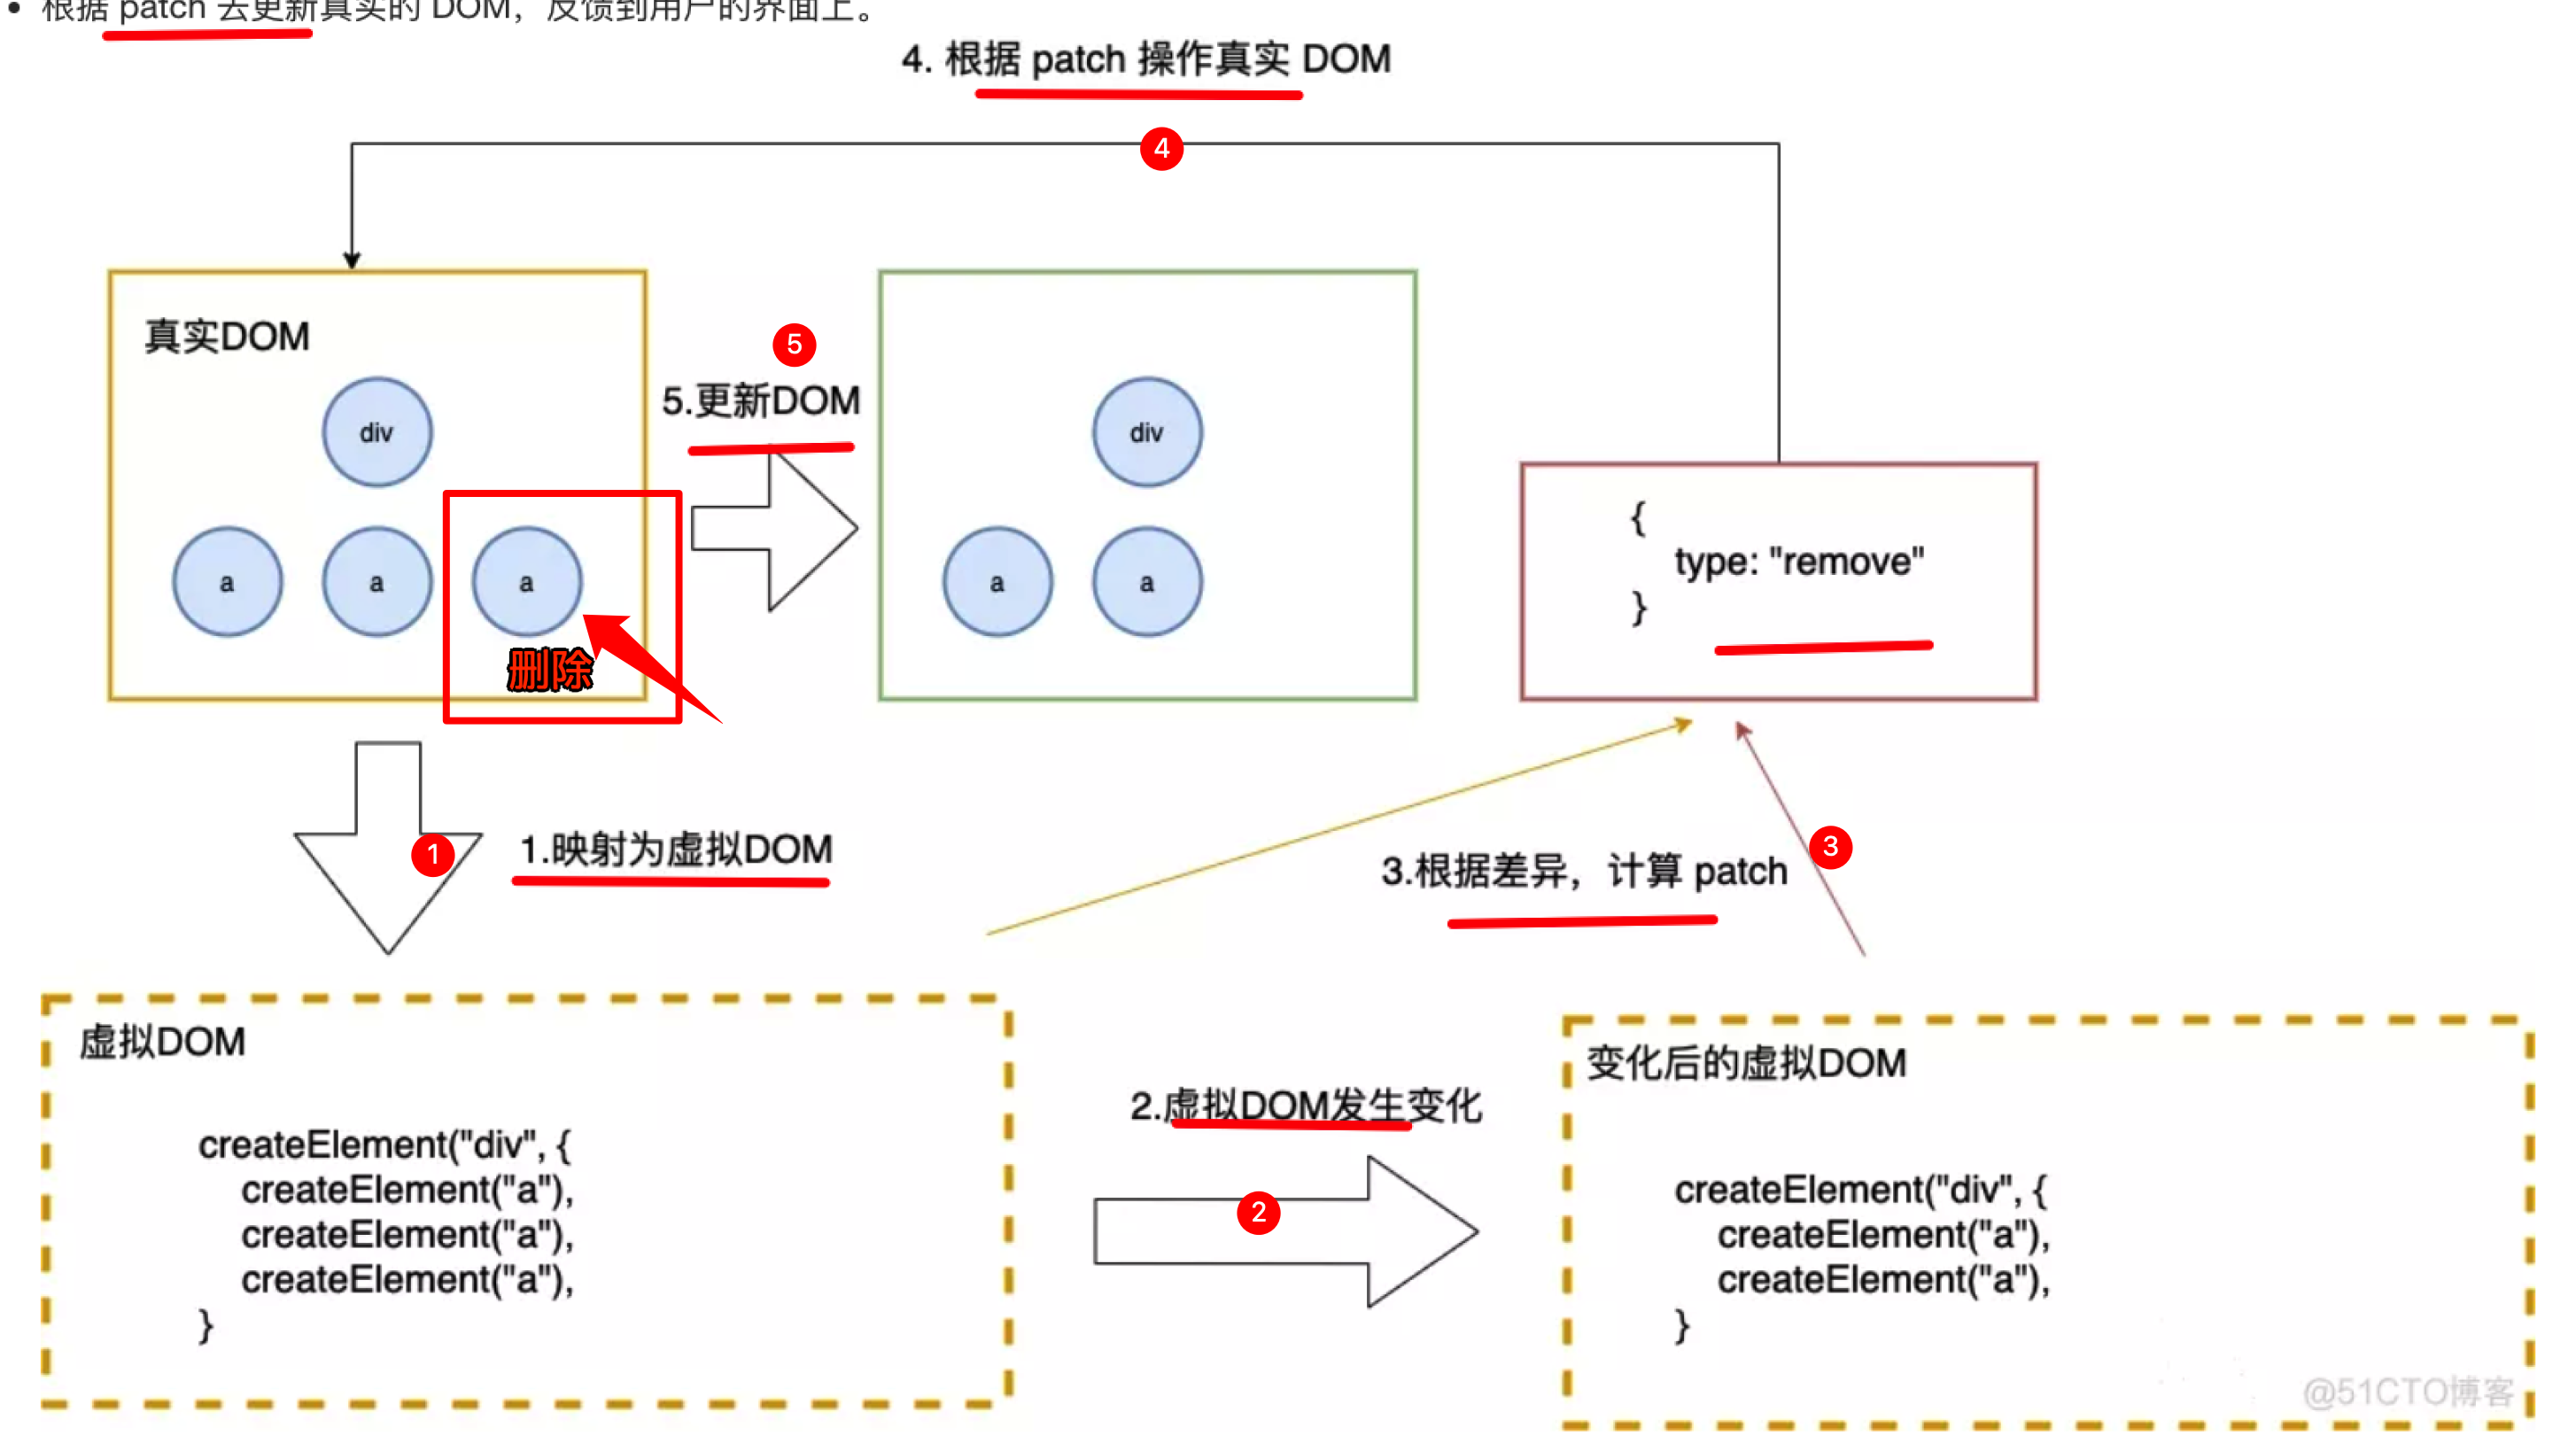 根据 patch 去更新真实的 DOM，反馈到用户的界面上。
4. 根据 patch 操作真实 DOM
4
真实DOM
div
a
a
a
删除
5
5.更新DOM
div
a
a
{
type: "remove"
}
1
1.映射为虚拟DOM
3.根据差异，计算 patch
3
虚拟DOM
createElement("div", {
createElement("a"),
createElement("a"),
createElement("a"),
}
2.虚拟DOM发生变化
2
变化后的虚拟DOM
createElement("div", {
createElement("a"),
createElement("a"),
}
@51CTO博客